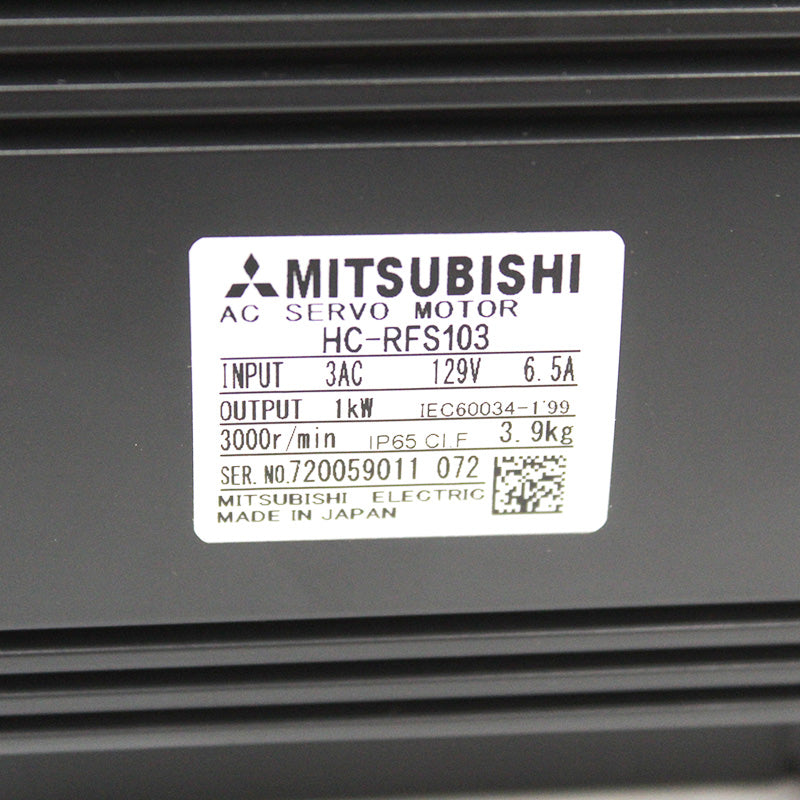 MITSUBISHI
AC SERVO MOTOR
HC-RFS103
INPUT 3AC 129V 6.5A
OUTPUT 1kW IEC60034-1'99
3000r/min IP65 CI.F 3.9kg
SER. NO.720059011 072
MITSUBISHI ELECTRIC
MADE IN JAPAN